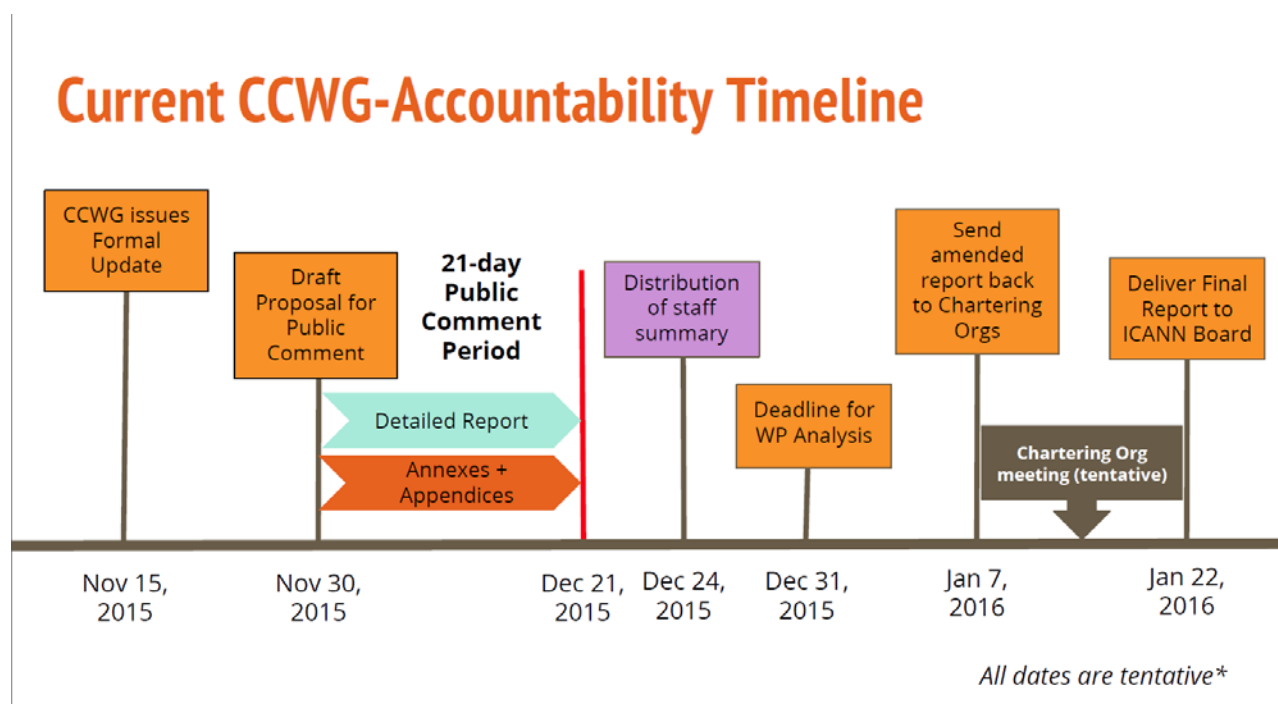 Current CCWG-Accountability Timeline
CCWG issues
Formal
Update
Draft
Proposal for
Public
Comment
21-day
Public
Comment
Period
Detailed Report
Annexes +
Appendices
Distribution
of staff
summary
Deadline for
WP Analysis
Send
amended
report back
to Chartering
Orgs
Chartering Org
meeting (tentative)
Deliver Final
Report to
ICANN Board
Nov 15,
2015
Nov 30,
2015
Dec 21,
2015
Dec 24,
2015
Dec 31,
2015
Jan 7,
2016
Jan 22,
2016
All dates are tentative*